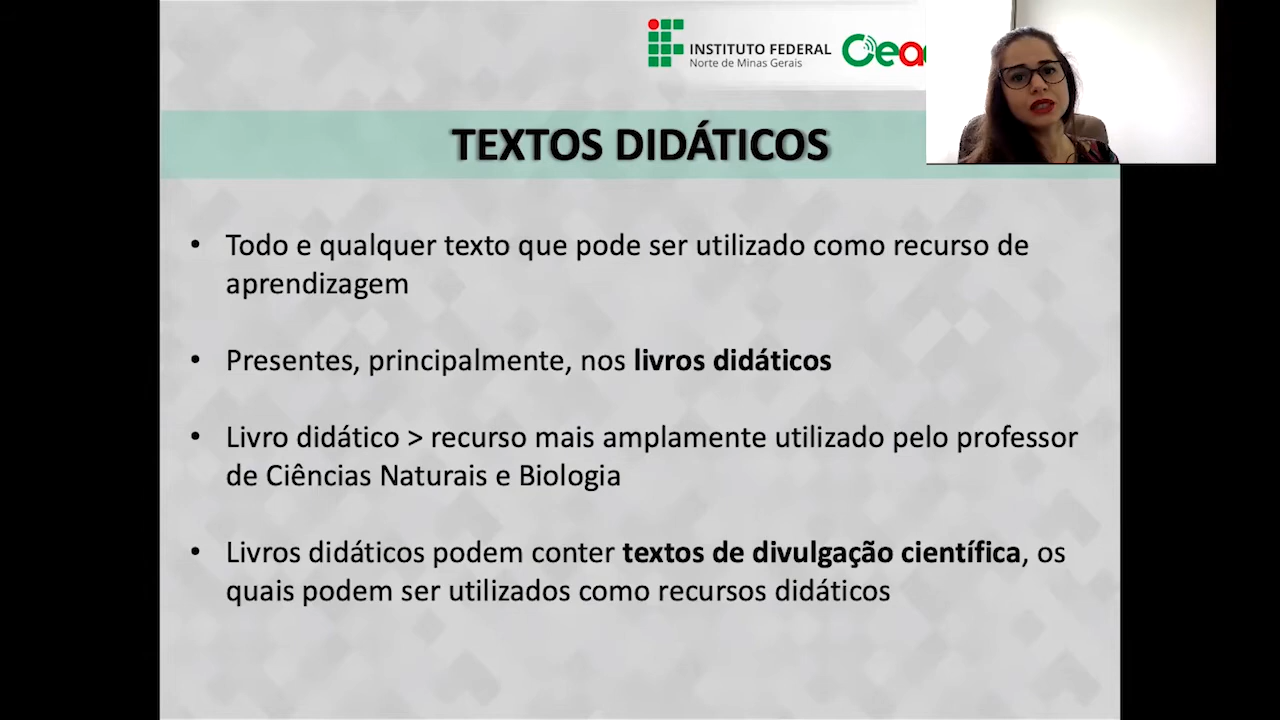 INSTITUTO FEDERAL
Norte de Minas Gerais
TEXTOS DIDÁTICOS
• Todo e qualquer texto que pode ser utilizado como recurso de
aprendizagem
• Presentes, principalmente, nos livros didáticos
• Livro didático > recurso mais amplamente utilizado pelo professor
de Ciências Naturais e Biologia
• Livros didáticos podem conter textos de divulgação científica, os
quais podem ser utilizados como recursos didáticos